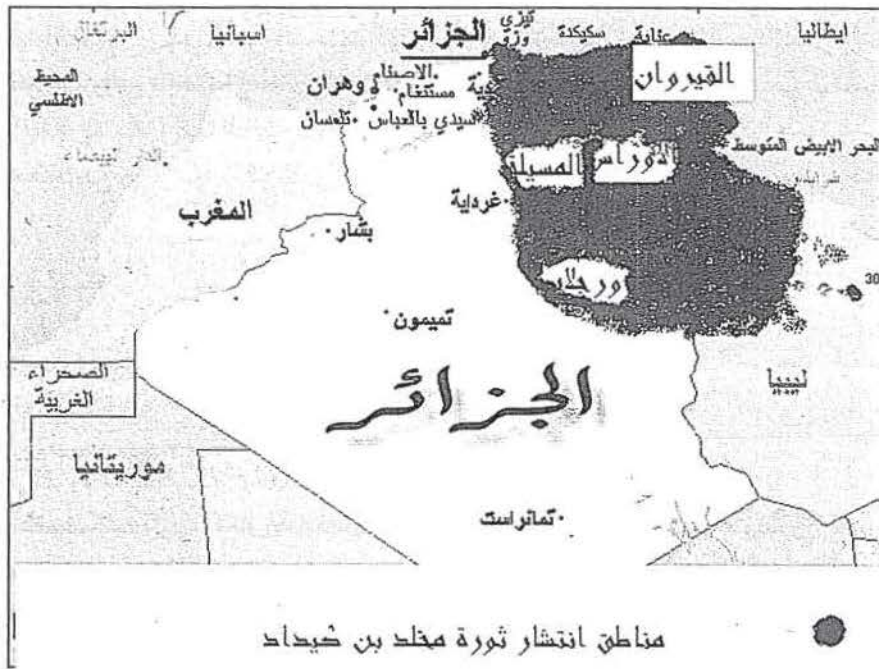 ايطاليا
عنابة
سكيكدة
تيزي وزو
الجزائر
اسبانيا
البرتغال
القيروان
المحيط الاطلسي
الاصنام
مستغانم
وهران
سيدي بالعباس
تلمسان
البحر الابيض المتوسط
الاوراس
المسيلة
المغرب
غرداية
بشار
30
تميمون
الجزائر
الصحراء الغربية
ليبيا
موريتانيا
تمانراست
مناطق انتشار ثورة مخلد بن كيداد